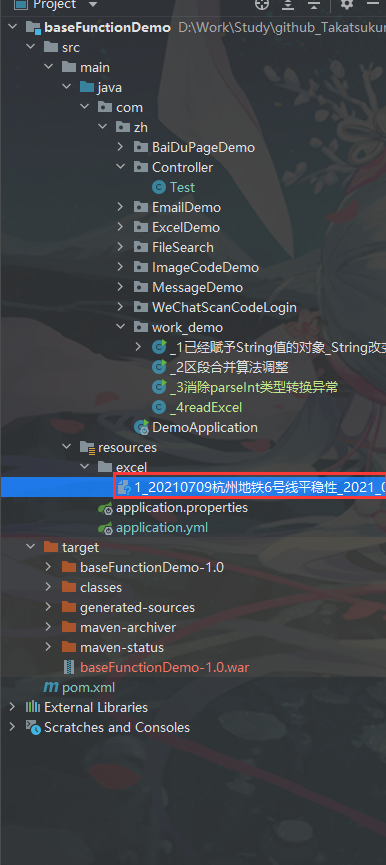 Project
baseFunctionDemo D:\Work\Study\github_Takatsukun
src
main
java
com
zh
BaiDuPageDemo
Controller
Test
EmailDemo
ExcelDemo
FileSearch
ImageCodeDemo
MessageDemo
WeChatScanCodeLogin
work_demo
_1已经赋予String值的对象_String改变
_2区段合并算法调整
_3消除parseInt类型转换异常
_4readExcel
DemoApplication
resources
excel
1_20210709杭州地铁6号线平稳性_2021_0
application.properties
application.yml
target
baseFunctionDemo-1.0
classes
generated-sources
maven-archiver
maven-status
baseFunctionDemo-1.0.war
pom.xml
External Libraries
Scratches and Consoles